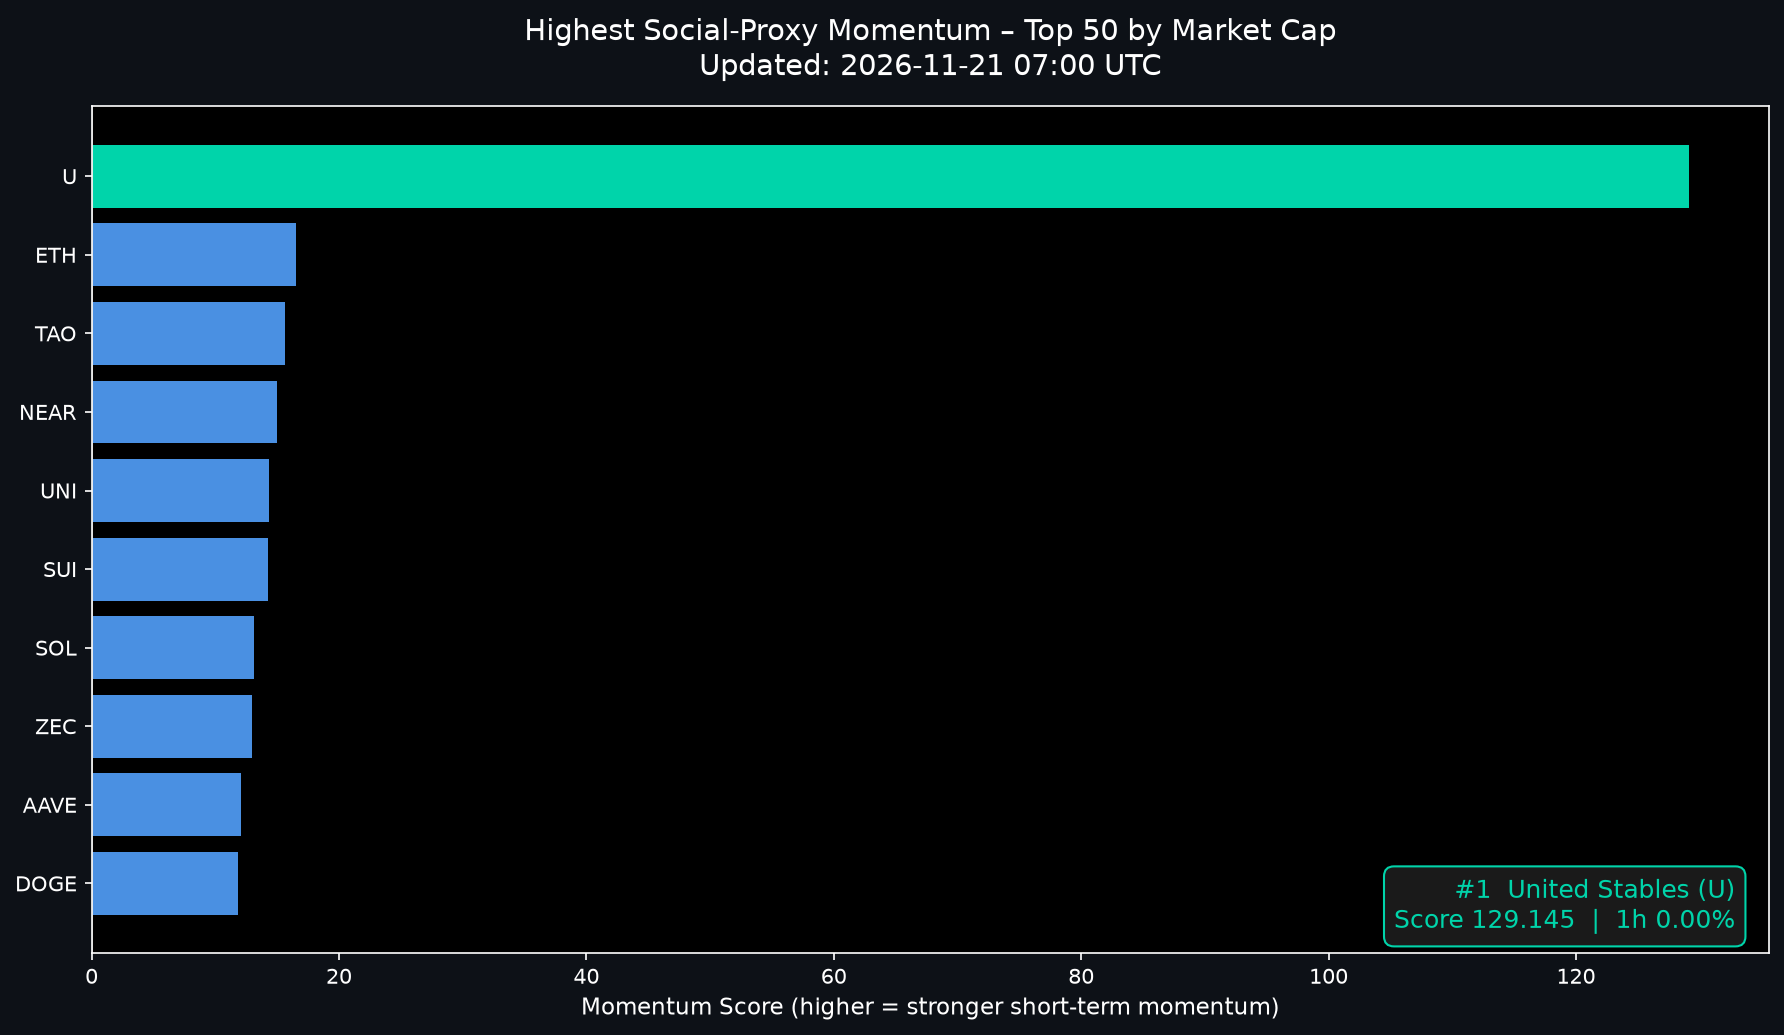 Highest Social-Proxy Momentum – Top 50 by Market Cap
Updated: 2026-11-21 07:00 UTC
U
ETH
TAO
NEAR
UNI
SUI
SOL
ZEC
AAVE
DOGE
#1  United Stables (U)
Score 129.145  |  1h 0.00%
0 20 40 60 80 100 120
Momentum Score (higher = stronger short-term momentum)